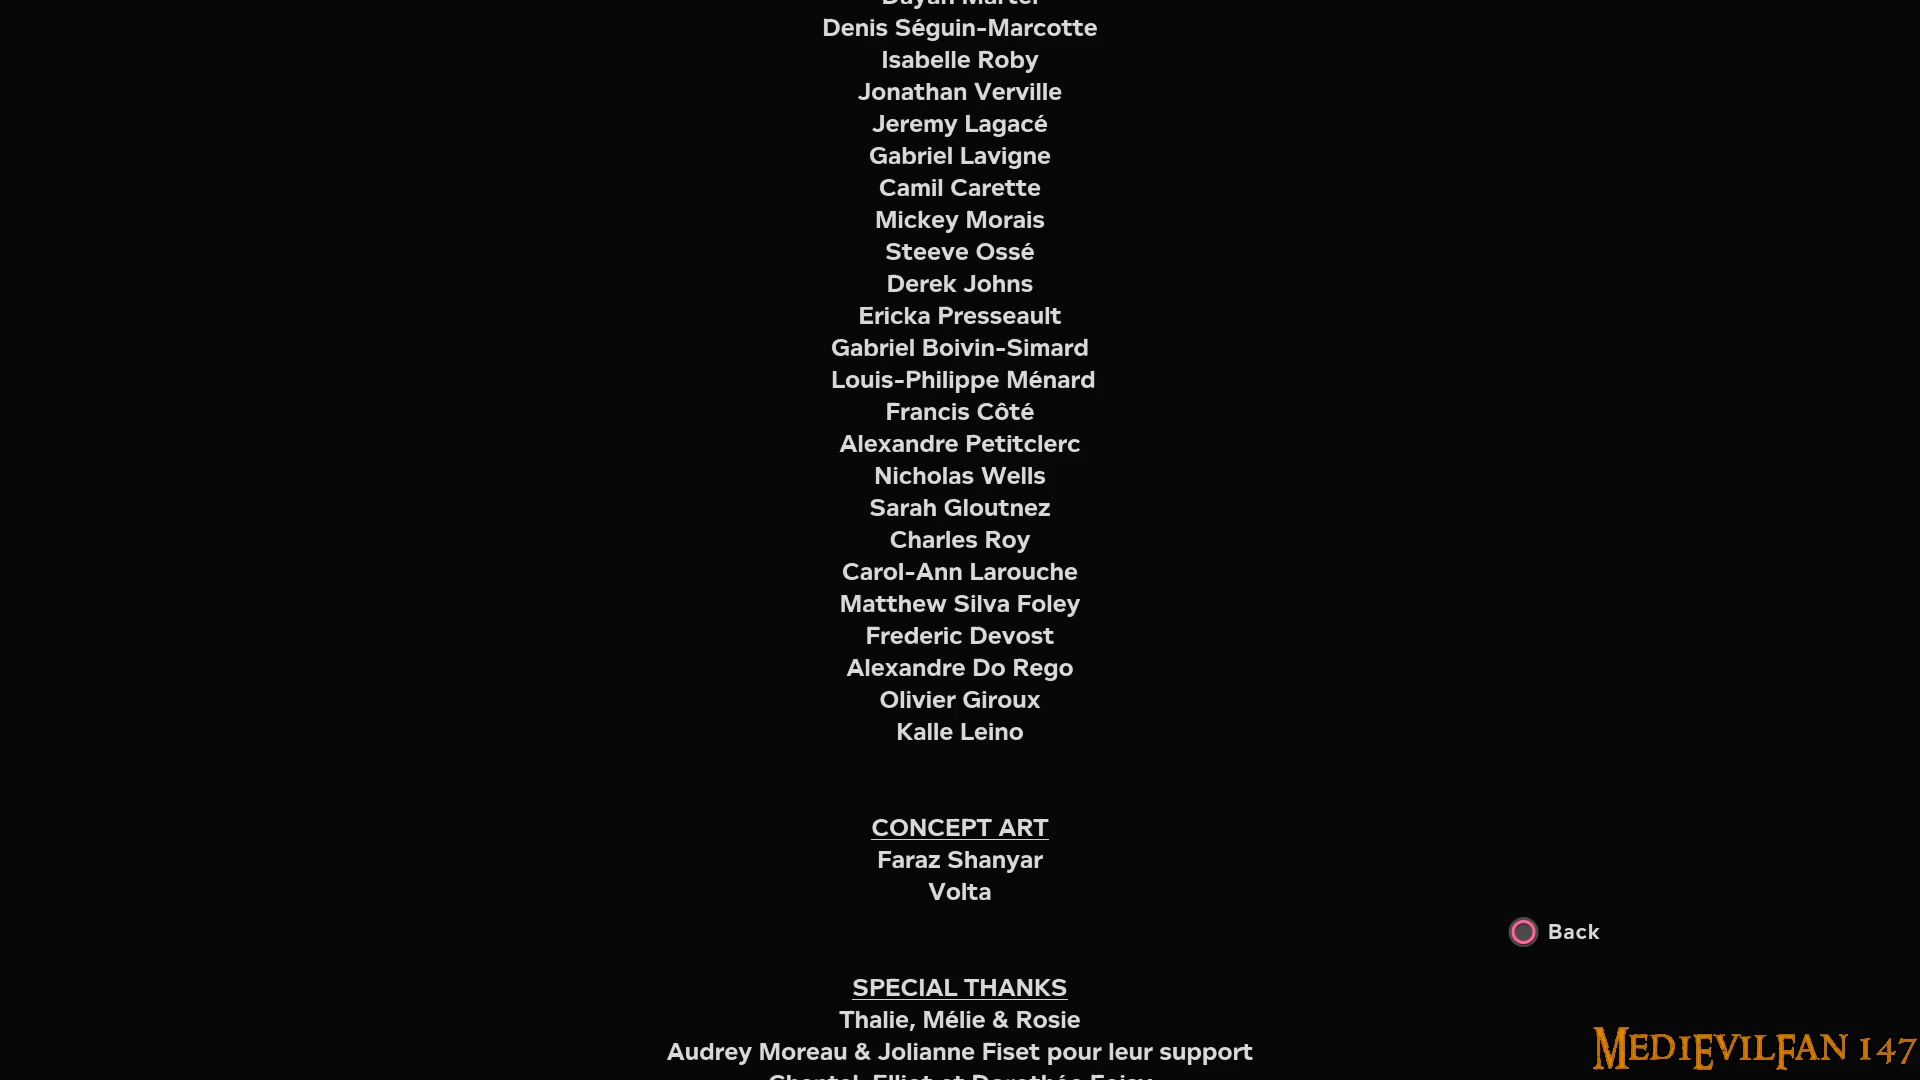 Dayan Martel
Denis Séguin-Marcotte
Isabelle Roby
Jonathan Verville
Jeremy Lagacé
Gabriel Lavigne
Camil Carette
Mickey Morais
Steeve Ossé
Derek Johns
Ericka Presseault
Gabriel Boivin-Simard
Louis-Philippe Ménard
Francis Côté
Alexandre Petitclerc
Nicholas Wells
Sarah Gloutnez
Charles Roy
Carol-Ann Larouche
Matthew Silva Foley
Frederic Devost
Alexandre Do Rego
Olivier Giroux
Kalle Leino
CONCEPT ART
Faraz Shanyar
Volta
Back
SPECIAL THANKS
Thalie, Mélie & Rosie
Audrey Moreau & Jolianne Fiset pour leur support
MEDIEVILFAN 147